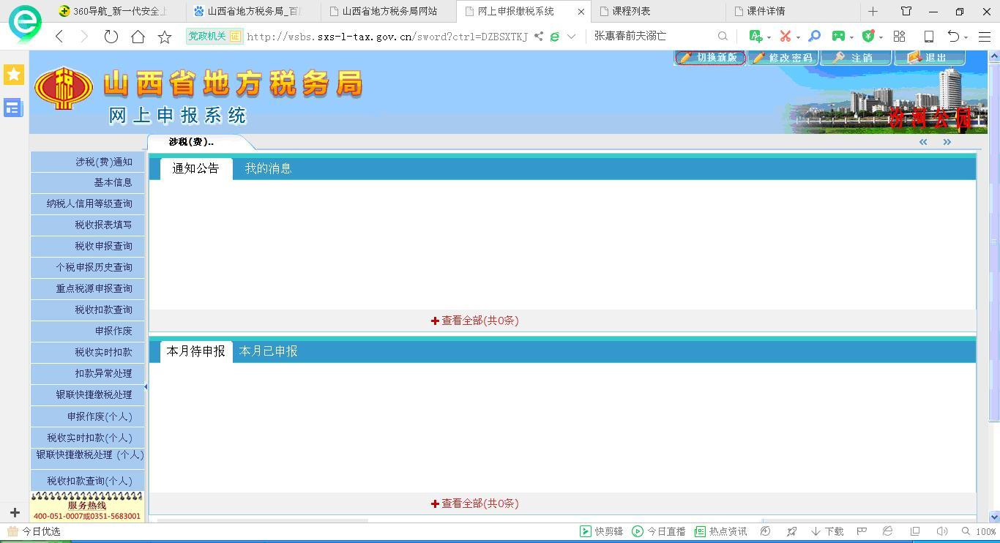 360导航_新一代安全上
山西省地方税务局_百度
山西省地方税务局网站
网上申报缴税系统
课程列表
课件详情
党政机关 证
http://wsbs.sxs-l-tax.gov.cn/sword?ctrl=DZBSXTKJ
张惠春前夫溺亡
切换新版
修改密码
注销
退出
山西省地方税务局
网上申报系统
汾河公园
涉税(费)..
涉税(费)通知
基本信息
纳税人信用等级查询
税收报表填写
税收申报查询
个税申报历史查询
重点税源申报查询
税收扣款查询
申报作废
税收实时扣款
扣款异常处理
银联快捷缴税处理
申报作废(个人)
税收实时扣款(个人)
银联快捷缴税处理 (个人)
税收扣款查询(个人)
服务热线
400-051-0007或0351-5683001
通知公告
我的消息
查看全部(共0条)
本月待申报
本月已申报
查看全部(共0条)
今日优选
快剪辑
今日直播
热点资讯
下载
100%